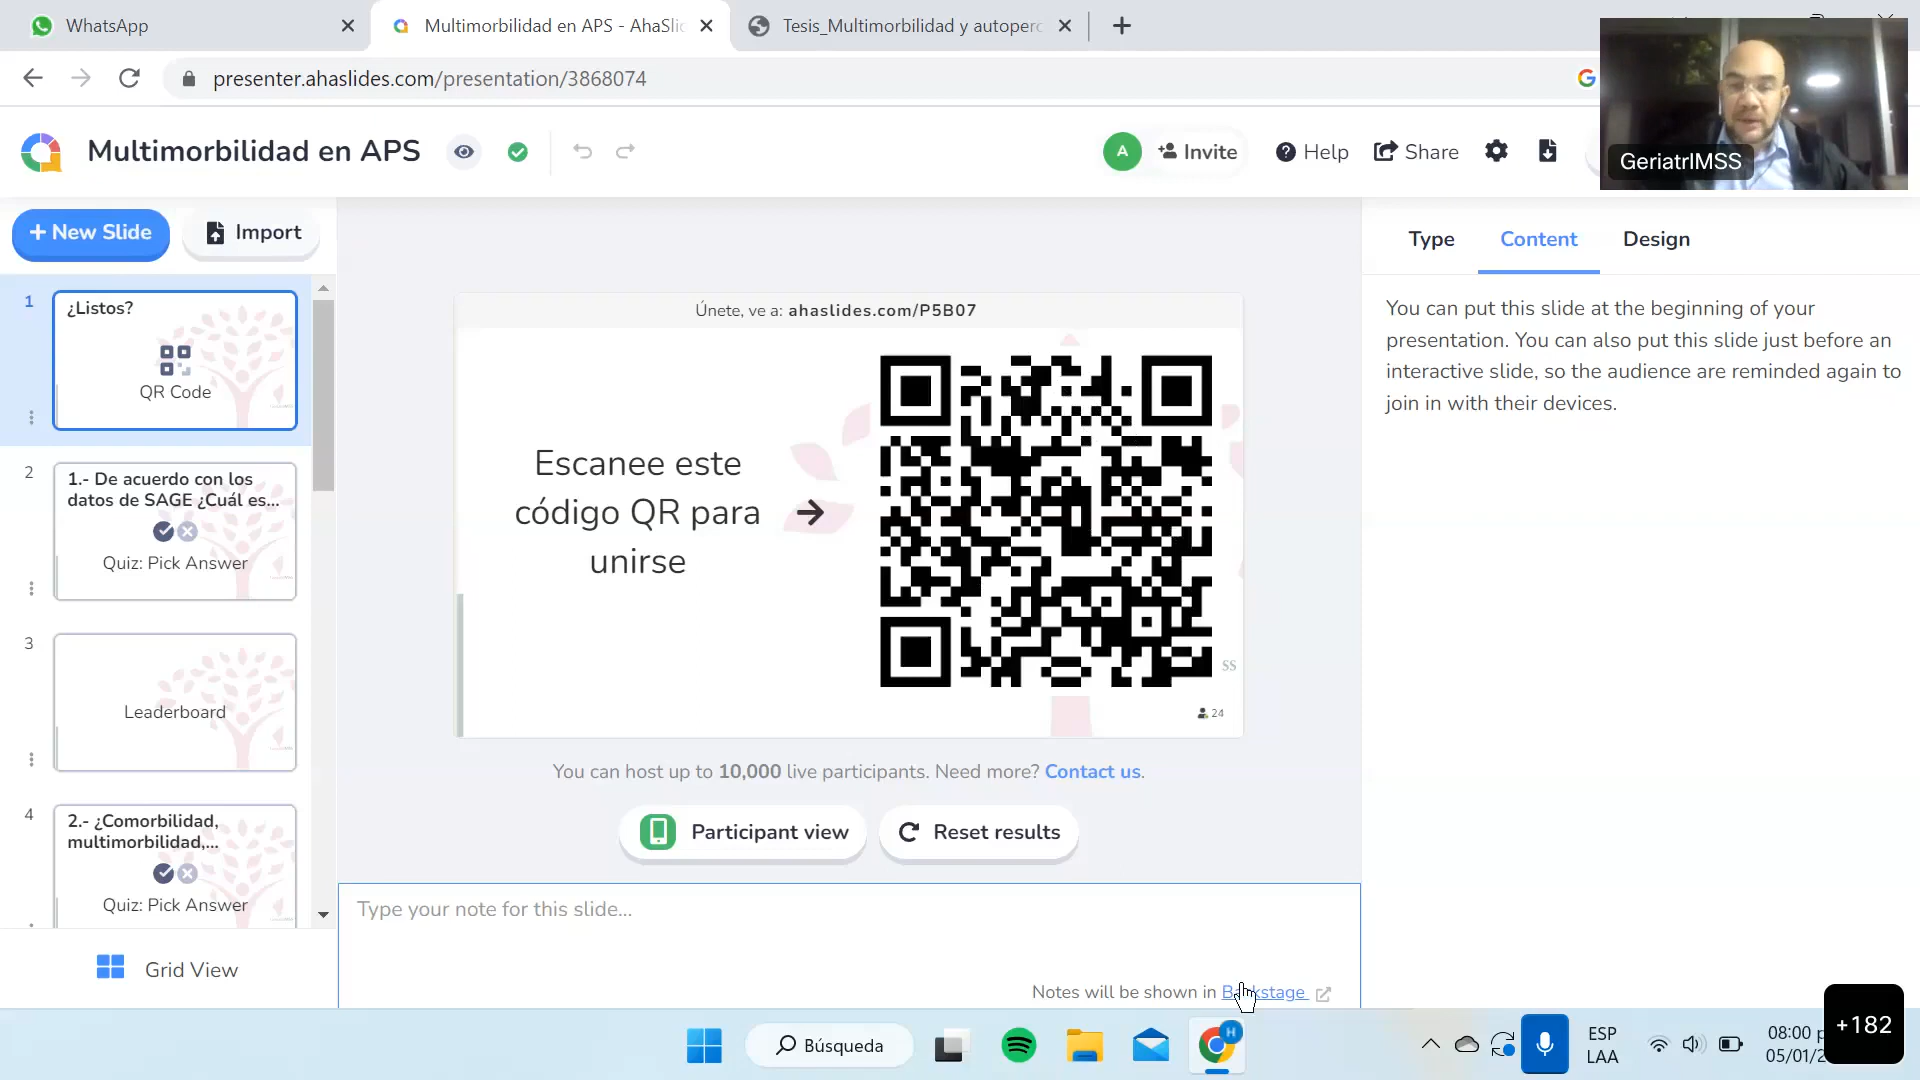 WhatsApp
Multimorbilidad en APS - AhaSlid
Tesis_Multimorbilidad y autoperc
presenter.ahaslides.com/presentation/3868074
Multimorbilidad en APS
A
Invite
Help
Share
GeriatrIMSS
+ New Slide
Import
Type
Content
Design
1
¿Listos?
QR Code
2
1.- De acuerdo con los
datos de SAGE ¿Cuál es...
Quiz: Pick Answer
3
Leaderboard
4
2.- ¿Comorbilidad,
multimorbilidad,...
Quiz: Pick Answer
Grid View
Únete, ve a: ahaslides.com/P5B07
Escanee este
código QR para
unirse
SS
24
You can host up to 10,000 live participants. Need more? Contact us.
Participant view
Reset results
Type your note for this slide...
Notes will be shown in Backstage
You can put this slide at the beginning of your
presentation. You can also put this slide just before an
interactive slide, so the audience are reminded again to
join in with their devices.
Búsqueda
H
ESP
LAA
08:00 p
05/01/2
+182